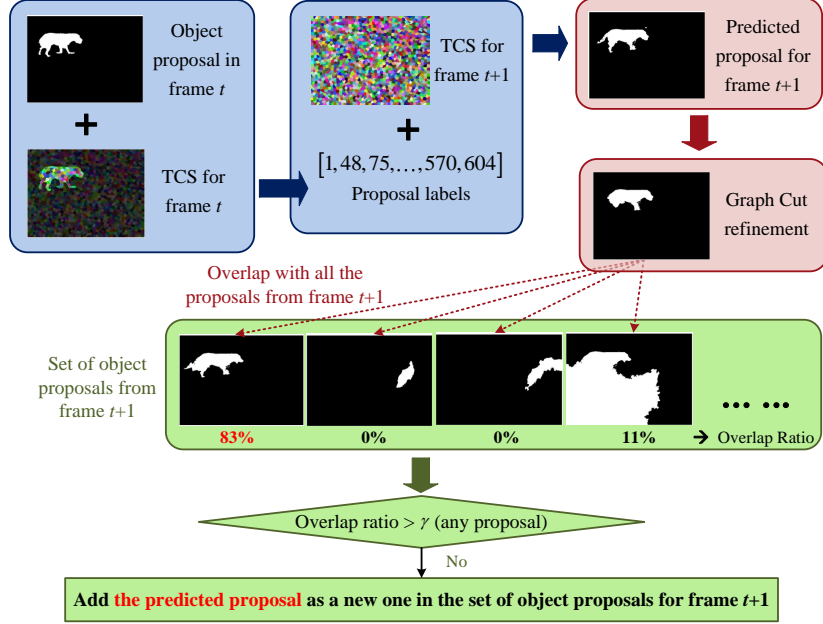 Object
proposal in
frame t
+
TCS for
frame t
TCS for
frame t+1
+
[1,48,75,…,570,604]
Proposal labels
Predicted
proposal for
frame t+1
Graph Cut
refinement
Overlap with all the
proposals from frame t+1
Set of object
proposals from
frame t+1
83% 0% 0% 11% → Overlap Ratio
... ...
Overlap ratio > γ (any proposal)
No
Add the predicted proposal as a new one in the set of object proposals for frame t+1